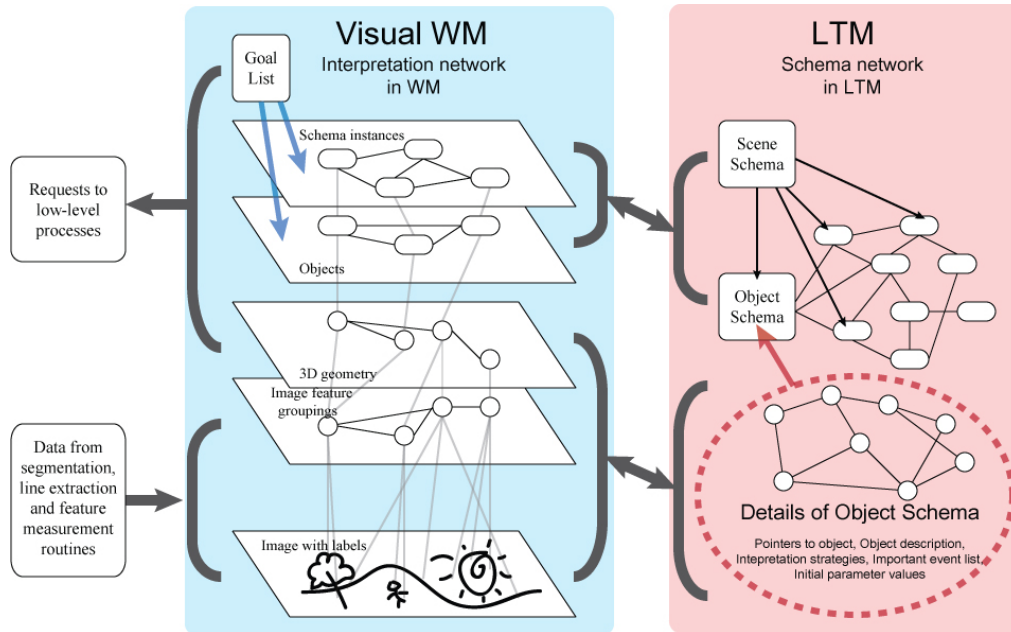 Visual WM
Interpretation network
in WM
LTM
Schema network
in LTM
Goal
List
Schema instances
Scene
Schema
Requests to
low-level
processes
Objects
Object
Schema
3D geometry
Image feature
groupings
Data from
segmentation,
line extraction
and feature
measurement
routines
Details of Object Schema
Pointers to object, Object description,
Intepretation strategies, Important event list,
Initial parameter values
Image with labels